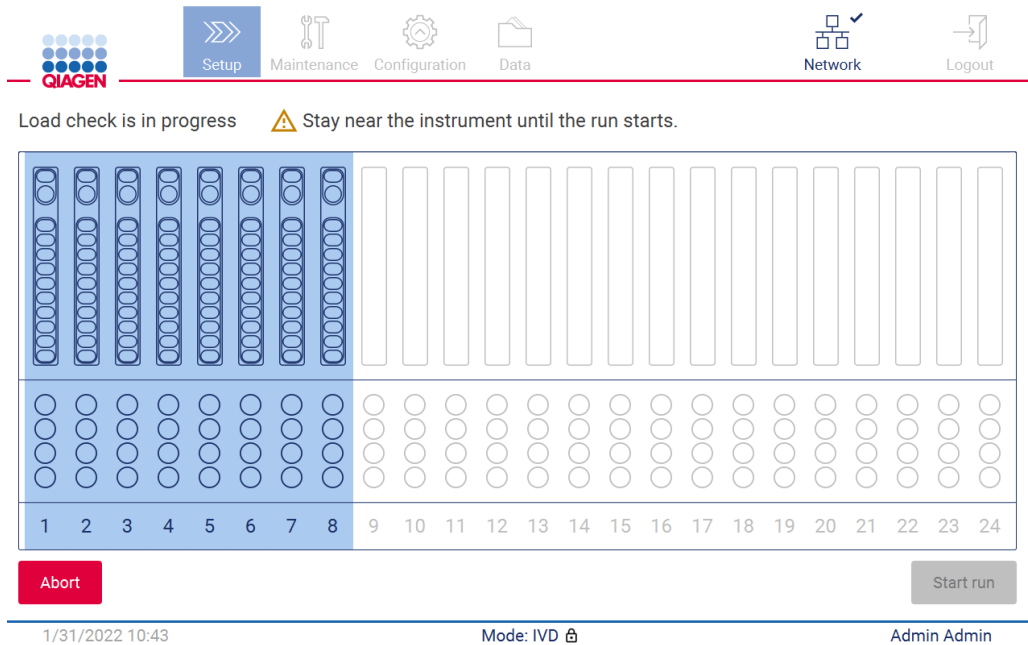 QIAGEN
Setup
Maintenance
Configuration
Data
Network
Logout
Load check is in progress
Stay near the instrument until the run starts.
1 2 3 4 5 6 7 8 9 10 11 12 13 14 15 16 17 18 19 20 21 22 23 24
Abort
Start run
1/31/2022 10:43
Mode: IVD
Admin Admin